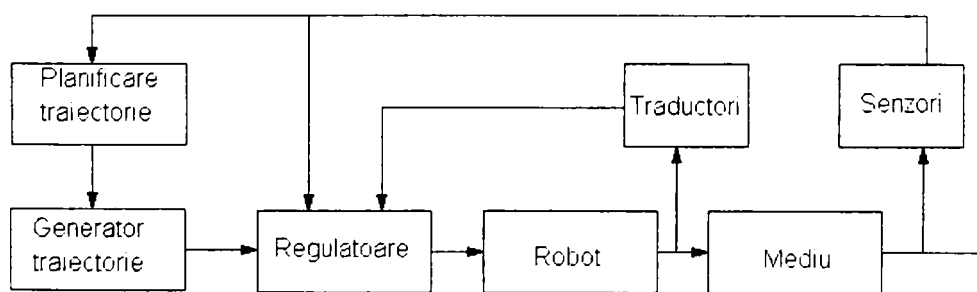 Planificare
traiectorie
Traductori
Senzori
Generator
traiectorie
Regulatoare
Robot
Mediu